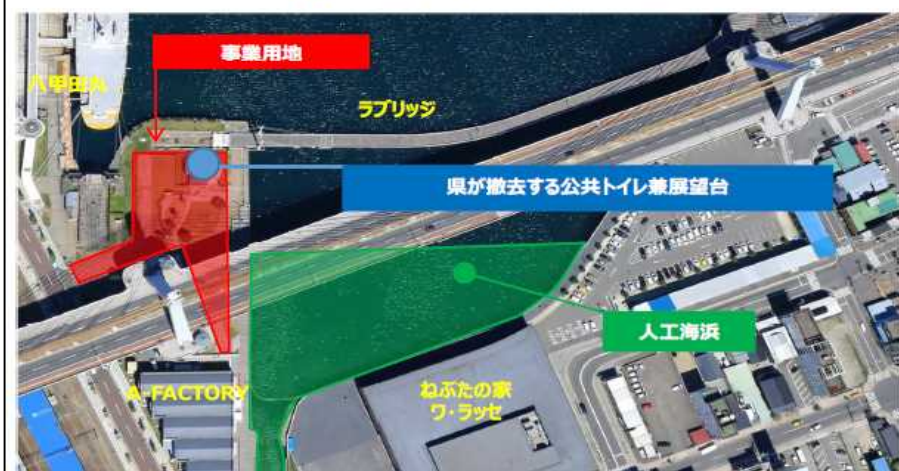 事業用地
八甲田丸
ラブリッジ
県が撤去する公共トイレ兼展望台
人工海浜
A-FACTORY
ねぶたの家
ワ・ラッセ